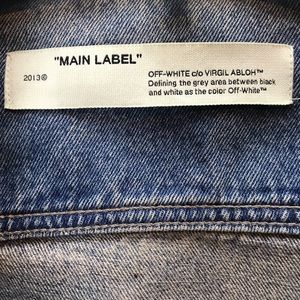 "MAIN LABEL"
2013©
OFF-WHITE c/o VIRGIL ABLOH™
Defining the grey area between black
and white as the color Off-White™